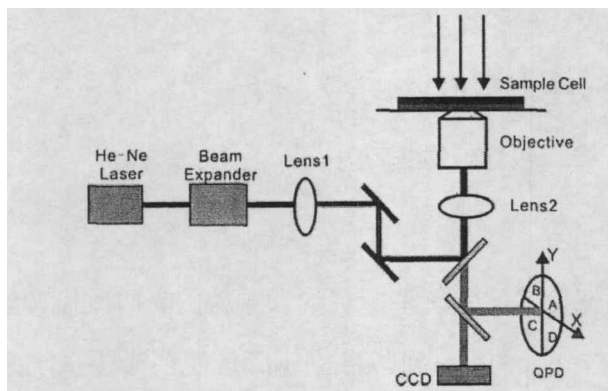 Sample Cell
Objective
He-Ne
Laser
Beam
Expander
Lens1
Lens2
Y
B
A
X
C
D
QPD
CCD